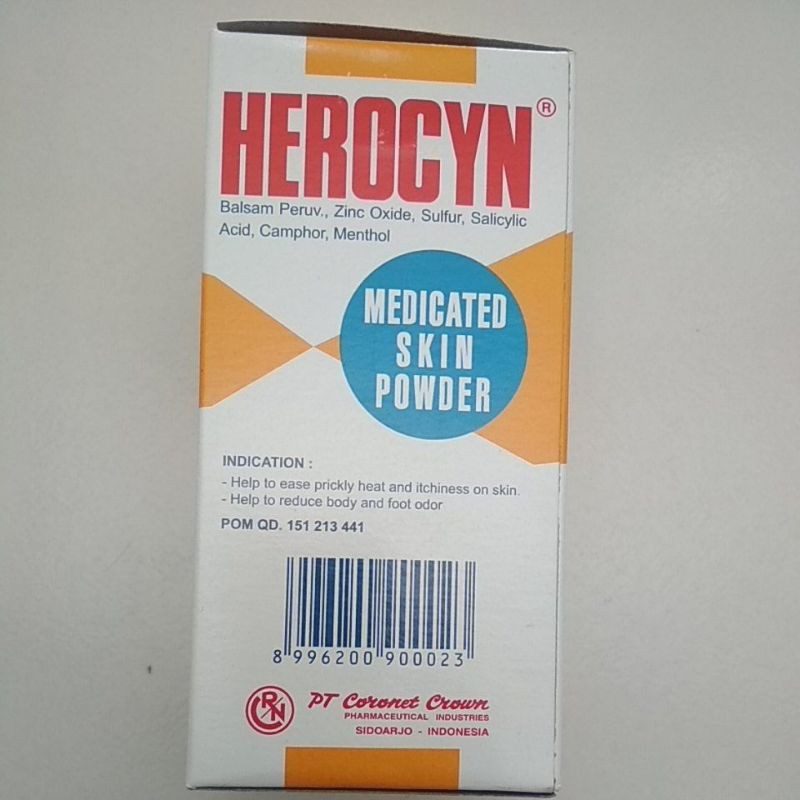 HEROCYN®
Balsam Peruv., Zinc Oxide, Sulfur, Salicylic
Acid, Camphor, Menthol
MEDICATED
SKIN
POWDER
INDICATION :
- Help to ease prickly heat and itchiness on skin.
- Help to reduce body and foot odor
POM QD. 151 213 441
8 996200 900023
CRN
PT Coronet Crown
PHARMACEUTICAL INDUSTRIES
SIDOARJO - INDONESIA